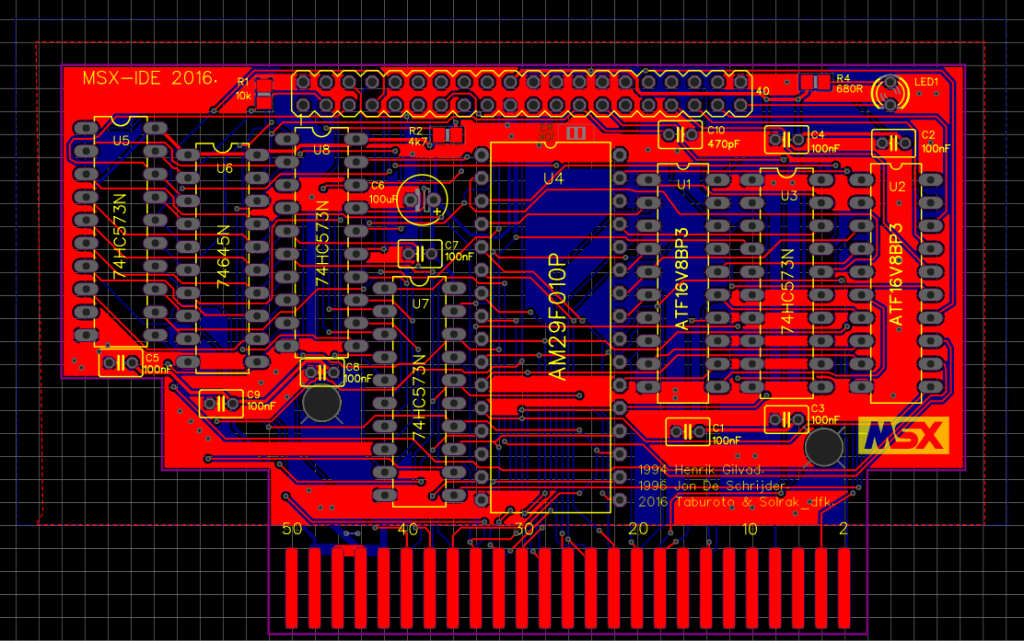 MSX-IDE 2016.
R1
10k
40
R4
680R
LED1
R2
4k7
C10
470pF
C4
100nF
C2
100nF
U5
74HC573N
U6
74645N
U8
74HC573N
C6
100uF
+
C7
100nF
U7
74HC573N
U4
AM29F010P
U1
ATF16V8BP3
U3
74HC573N
U2
ATF16V8BP3
C5
100nF
C8
100nF
C9
100nF
C1
100nF
C3
100nF
MSX
1994 Henrik Gilvad.
1996 Jon De Schrijder.
2016 Taburoto & Solrak_dfk.
50 40 30 20 10 2